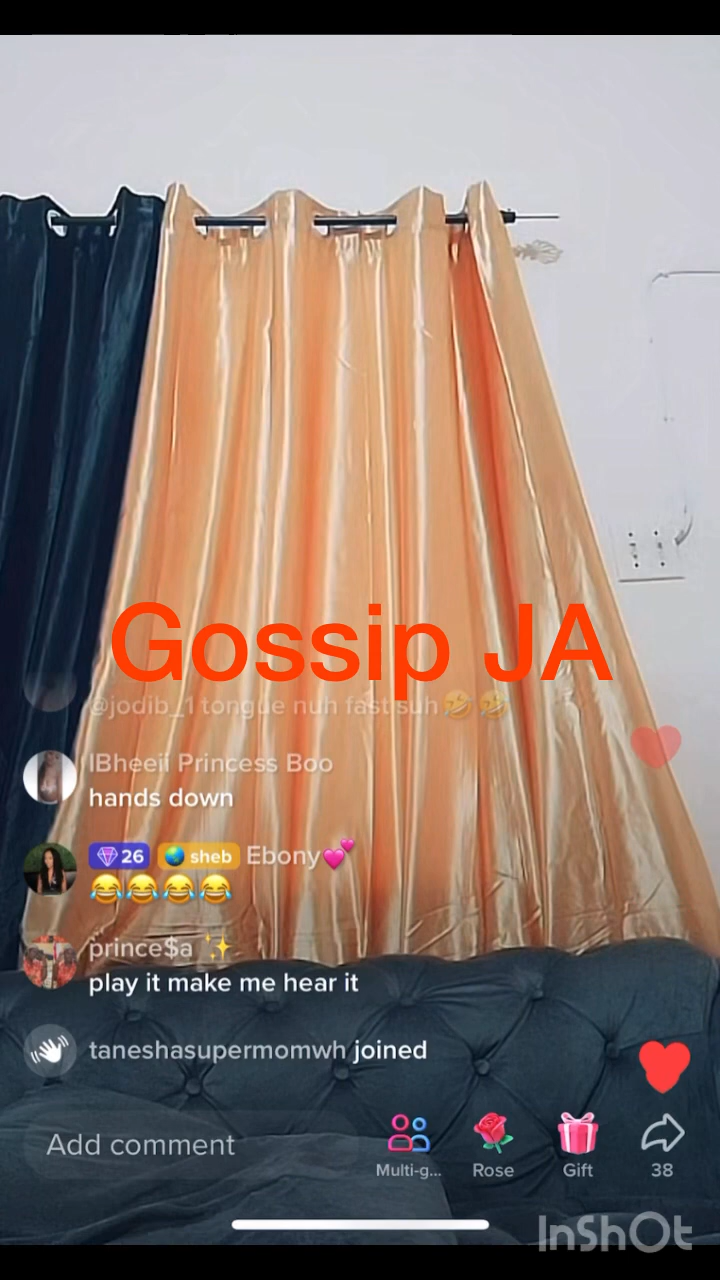 Gossip JA
@jodib_1 tongue nuh fast suh🤣🤣
IBheeii Princess Boo
hands down
26 sheb Ebony💕
😂😂😂😂
prince$a ✨
play it make me hear it
taneshasupermomwh joined
Add comment
Multi-g...
Rose
Gift
38
InShOt